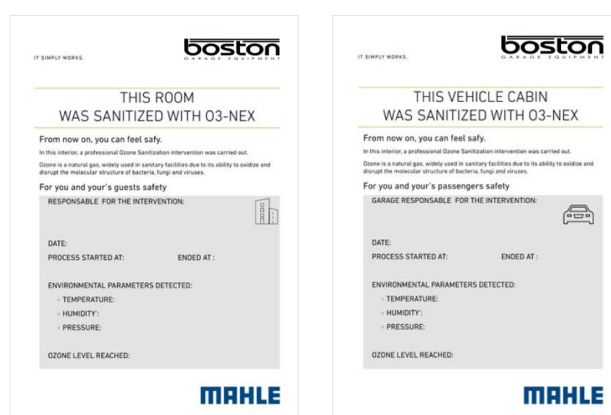 IT SIMPLY WORKS.
boston
GARAGE EQUIPMENT
THIS ROOM
WAS SANITIZED WITH O3-NEX
From now on, you can feel safy.
In this interior, a professional Ozone Sanitization intervention was carried out.
Ozone is a natural gas, widely used in sanitary facilities due to its ability to oxidize and
disrupt the molecular structure of bacteria, fungi and viruses.
For you and your's guests safety
RESPONSABLE FOR THE INTERVENTION:
DATE:
PROCESS STARTED AT: ENDED AT :
ENVIRONMENTAL PARAMETERS DETECTED:
- TEMPERATURE:
- HUMIDITY':
- PRESSURE:
OZONE LEVEL REACHED:
MAHLE
IT SIMPLY WORKS.
boston
GARAGE EQUIPMENT
THIS VEHICLE CABIN
WAS SANITIZED WITH O3-NEX
From now on, you can feel safy.
In this interior, a professional Ozone Sanitization intervention was carried out.
Ozone is a natural gas, widely used in sanitary facilities due to its ability to oxidize and
disrupt the molecular structure of bacteria, fungi and viruses.
For you and your's passengers safety
GARAGE RESPONSABLE FOR THE INTERVENTION:
DATE:
PROCESS STARTED AT: ENDED AT :
ENVIRONMENTAL PARAMETERS DETECTED:
- TEMPERATURE:
- HUMIDITY':
- PRESSURE:
OZONE LEVEL REACHED:
MAHLE